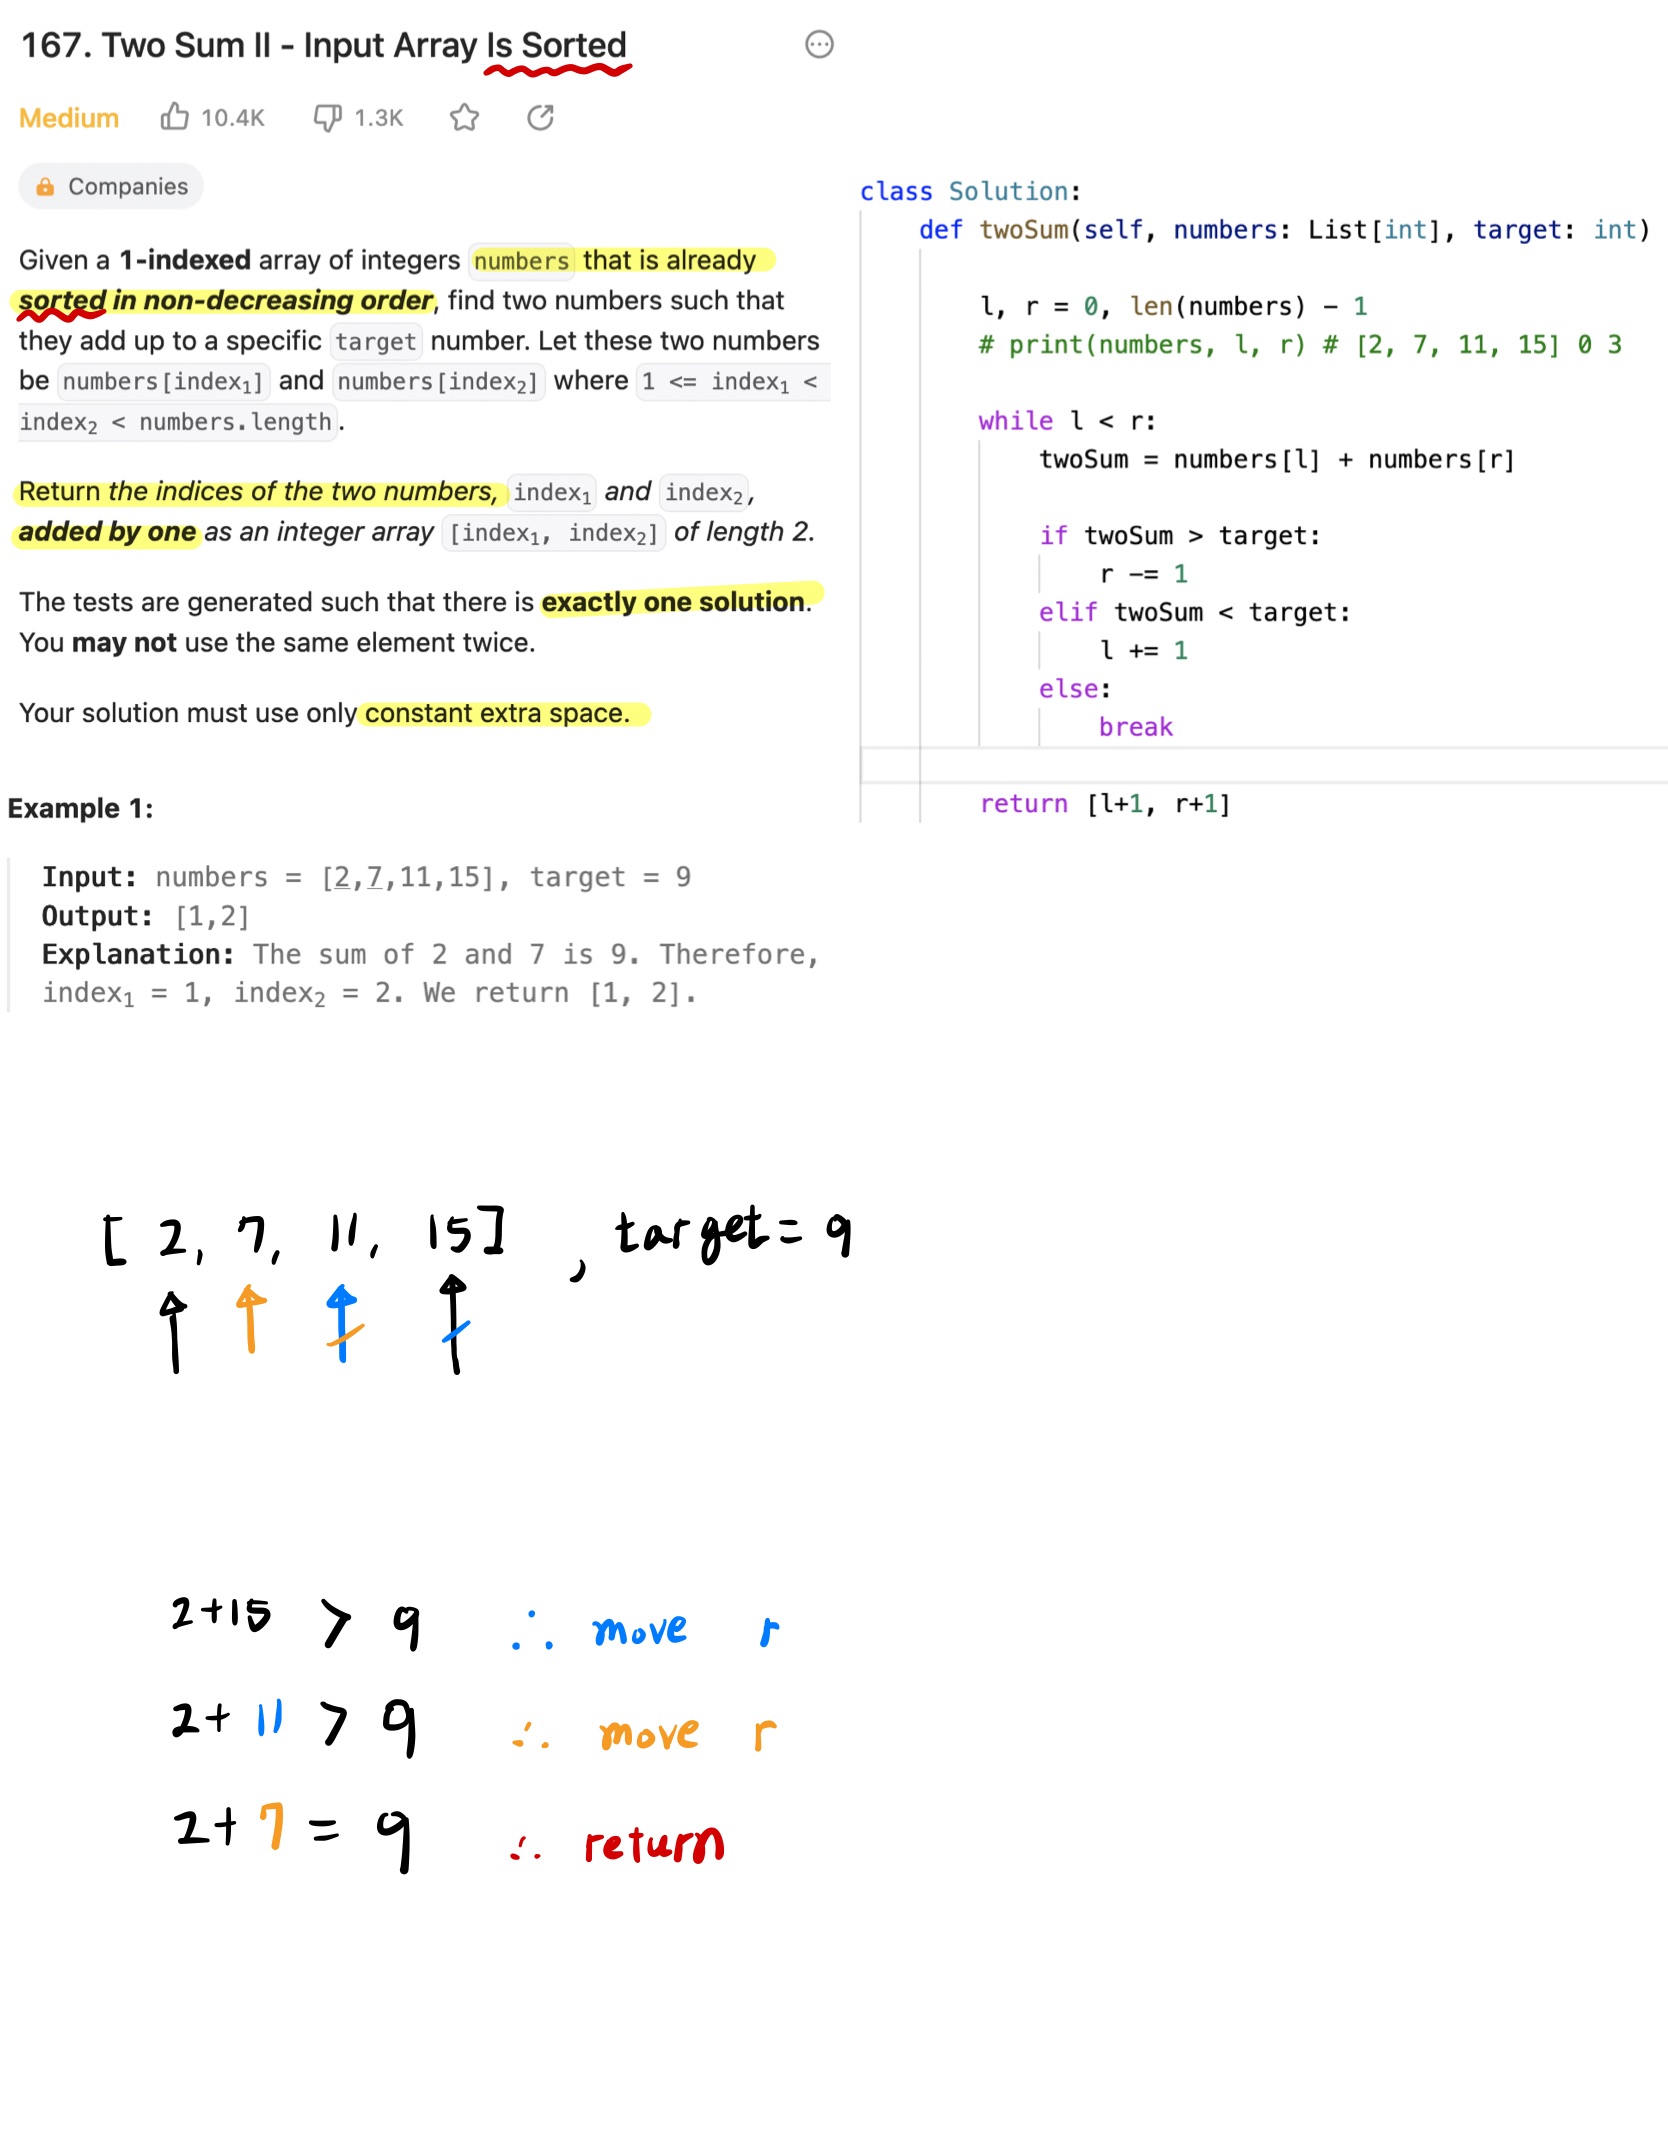 167. Two Sum II - Input Array Is Sorted
Medium 10.4K 1.3K
Companies
Given a 1-indexed array of integers numbers that is already
sorted in non-decreasing order, find two numbers such that
they add up to a specific target number. Let these two numbers
be numbers[index₁] and numbers[index₂] where 1 <= index₁ <
index₂ < numbers.length.
Return the indices of the two numbers, index₁ and index₂,
added by one as an integer array [index₁, index₂] of length 2.
The tests are generated such that there is exactly one solution.
You may not use the same element twice.
Your solution must use only constant extra space.
Example 1:
Input: numbers = [2,7,11,15], target = 9
Output: [1,2]
Explanation: The sum of 2 and 7 is 9. Therefore,
index₁ = 1, index₂ = 2. We return [1, 2].
class Solution:
def twoSum(self, numbers: List[int], target: int)
l, r = 0, len(numbers) - 1
# print(numbers, l, r) # [2, 7, 11, 15] 0 3
while l < r:
twoSum = numbers[l] + numbers[r]
if twoSum > target:
r -= 1
elif twoSum < target:
l += 1
else:
break
return [l+1, r+1]
[ 2, 7, 11, 15] , target = 9
2+15 > 9 ∴ move r
2+ 11 > 9 ∴ move r
2+ 7 = 9 ∴ return